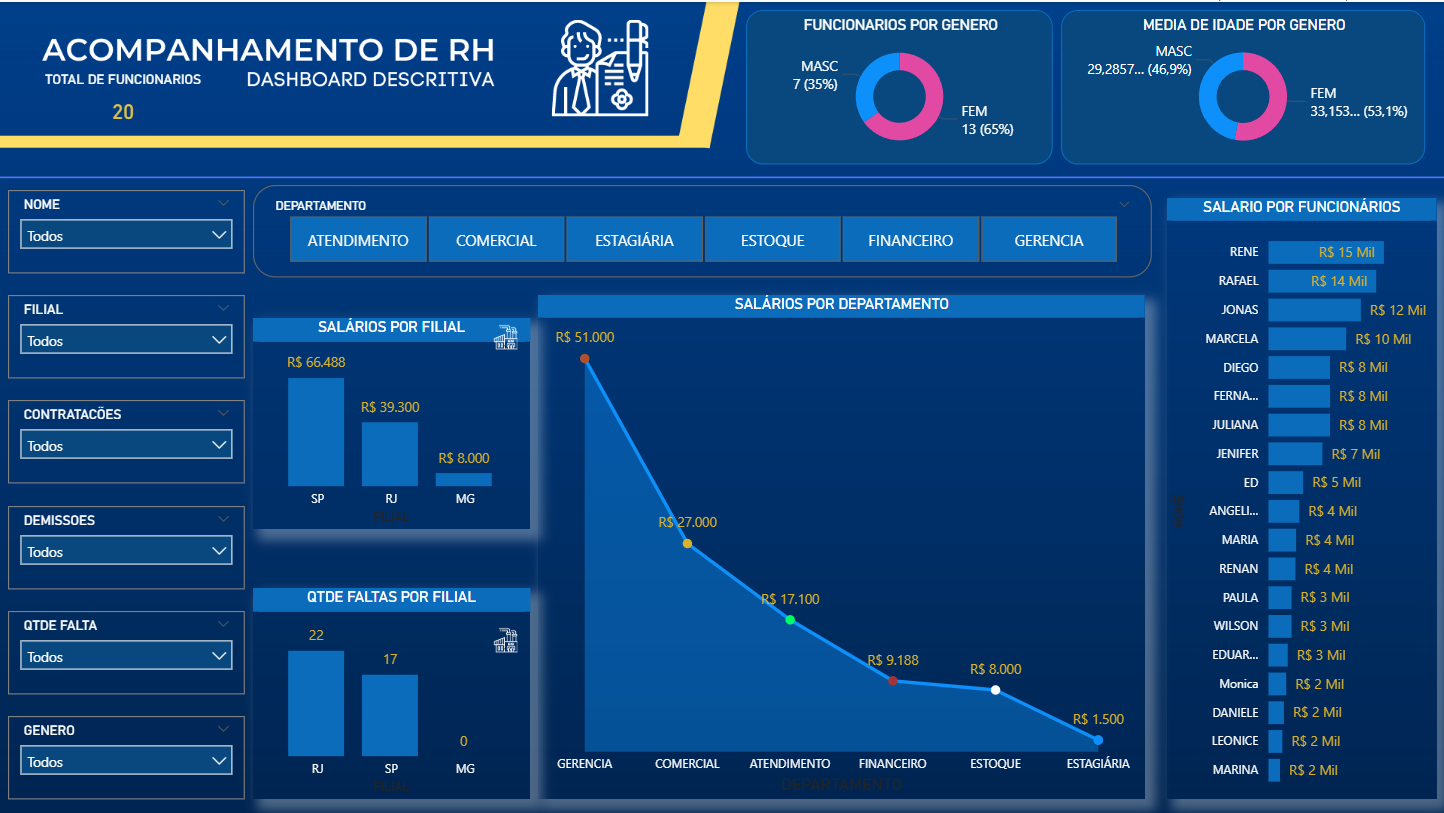 ACOMPANHAMENTO DE RH
TOTAL DE FUNCIONARIOS
DASHBOARD DESCRITIVA
20
FUNCIONARIOS POR GENERO
MASC
7 (35%)
FEM
13 (65%)
MEDIA DE IDADE POR GENERO
MASC
29,2857... (46,9%)
FEM
33,153... (53,1%)
NOME
Todos
FILIAL
Todos
CONTRATACÕES
Todos
DEMISSOES
Todos
QTDE FALTA
Todos
GENERO
Todos
DEPARTAMENTO
ATENDIMENTO
COMERCIAL
ESTAGIÁRIA
ESTOQUE
FINANCEIRO
GERENCIA
SALÁRIOS POR FILIAL
R$ 66.488
R$ 39.300
R$ 8.000
SP
RJ
MG
FILIAL
QTDE FALTAS POR FILIAL
22
17
0
RJ
SP
MG
FILIAL
SALÁRIOS POR DEPARTAMENTO
R$ 51.000
R$ 27.000
R$ 17.100
R$ 9.188
R$ 8.000
R$ 1.500
GERENCIA
COMERCIAL
ATENDIMENTO
FINANCEIRO
ESTOQUE
ESTAGIÁRIA
DEPARTAMENTO
SALARIO POR FUNCIONÁRIOS
RENE R$ 15 Mil
RAFAEL R$ 14 Mil
JONAS R$ 12 Mil
MARCELA R$ 10 Mil
DIEGO R$ 8 Mil
FERNA... R$ 8 Mil
JULIANA R$ 8 Mil
JENIFER R$ 7 Mil
ED R$ 5 Mil
ANGELI... R$ 4 Mil
MARIA R$ 4 Mil
RENAN R$ 4 Mil
PAULA R$ 3 Mil
WILSON R$ 3 Mil
EDUAR... R$ 3 Mil
Monica R$ 2 Mil
DANIELE R$ 2 Mil
LEONICE R$ 2 Mil
MARINA R$ 2 Mil